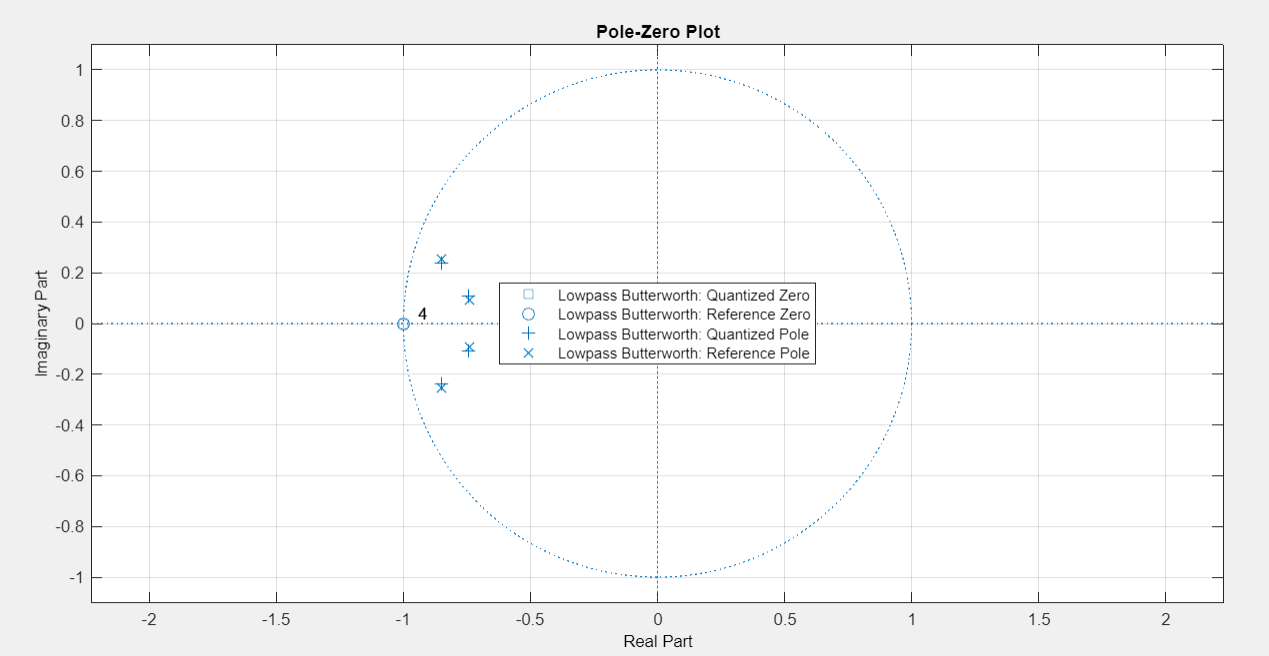 Pole-Zero Plot
1
0.8
0.6
0.4
0.2
0
-0.2
-0.4
-0.6
-0.8
-1
Imaginary Part
4
Lowpass Butterworth: Quantized Zero
Lowpass Butterworth: Reference Zero
Lowpass Butterworth: Quantized Pole
Lowpass Butterworth: Reference Pole
-2 -1.5 -1 -0.5 0 0.5 1 1.5 2
Real Part